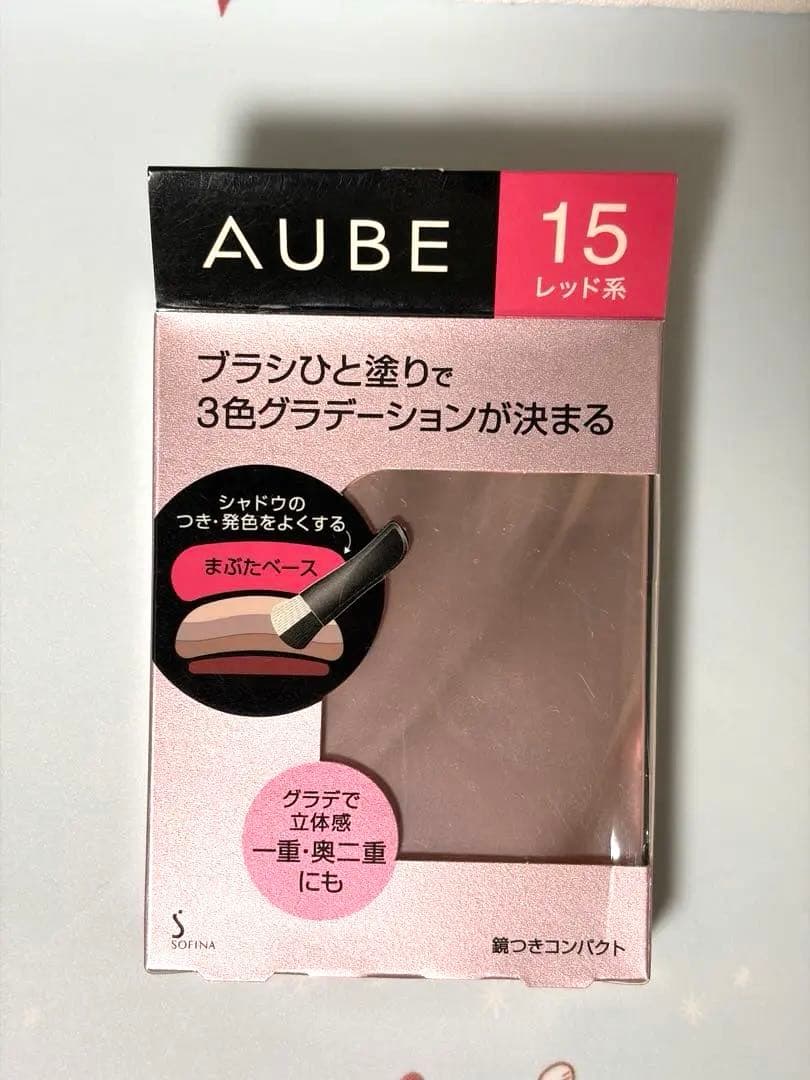 AUBE
15
レッド系
ブラシひと塗りで
3色グラデーションが決まる
シャドウの
つき・発色をよくする
まぶたベース
グラデで
立体感
一重・奥二重
にも
SOFINA
鏡つきコンパクト